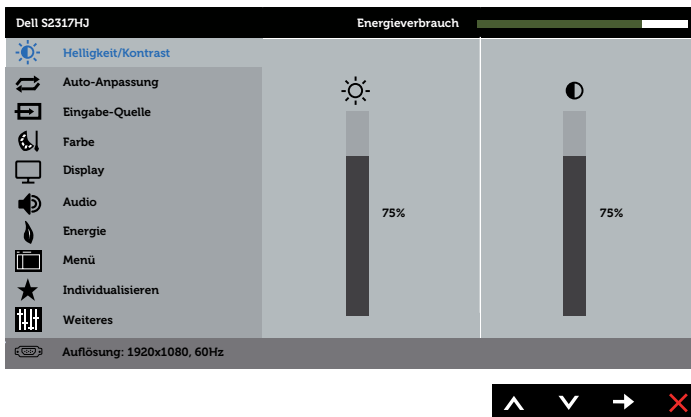 Dell S2317HJ Energieverbrauch
Helligkeit/Kontrast
Auto-Anpassung
Eingabe-Quelle
Farbe
Display
Audio
75% 75%
Energie
Menü
Individualisieren
Weiteres
Auflösung: 1920x1080, 60Hz